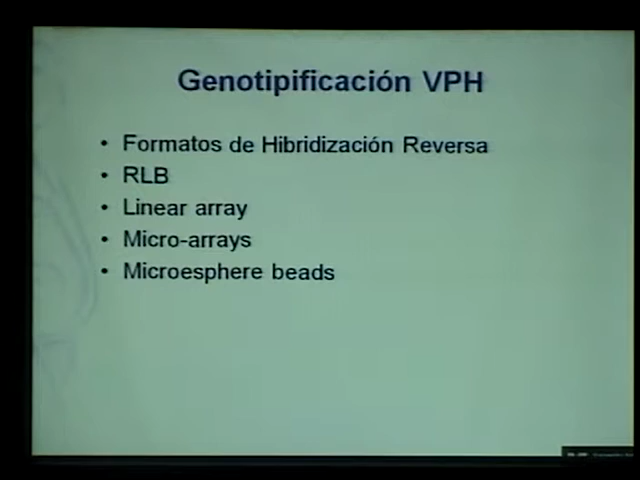 Genotipificación VPH
• Formatos de Hibridización Reversa
• RLB
• Linear array
• Micro-arrays
• Microesphere beads